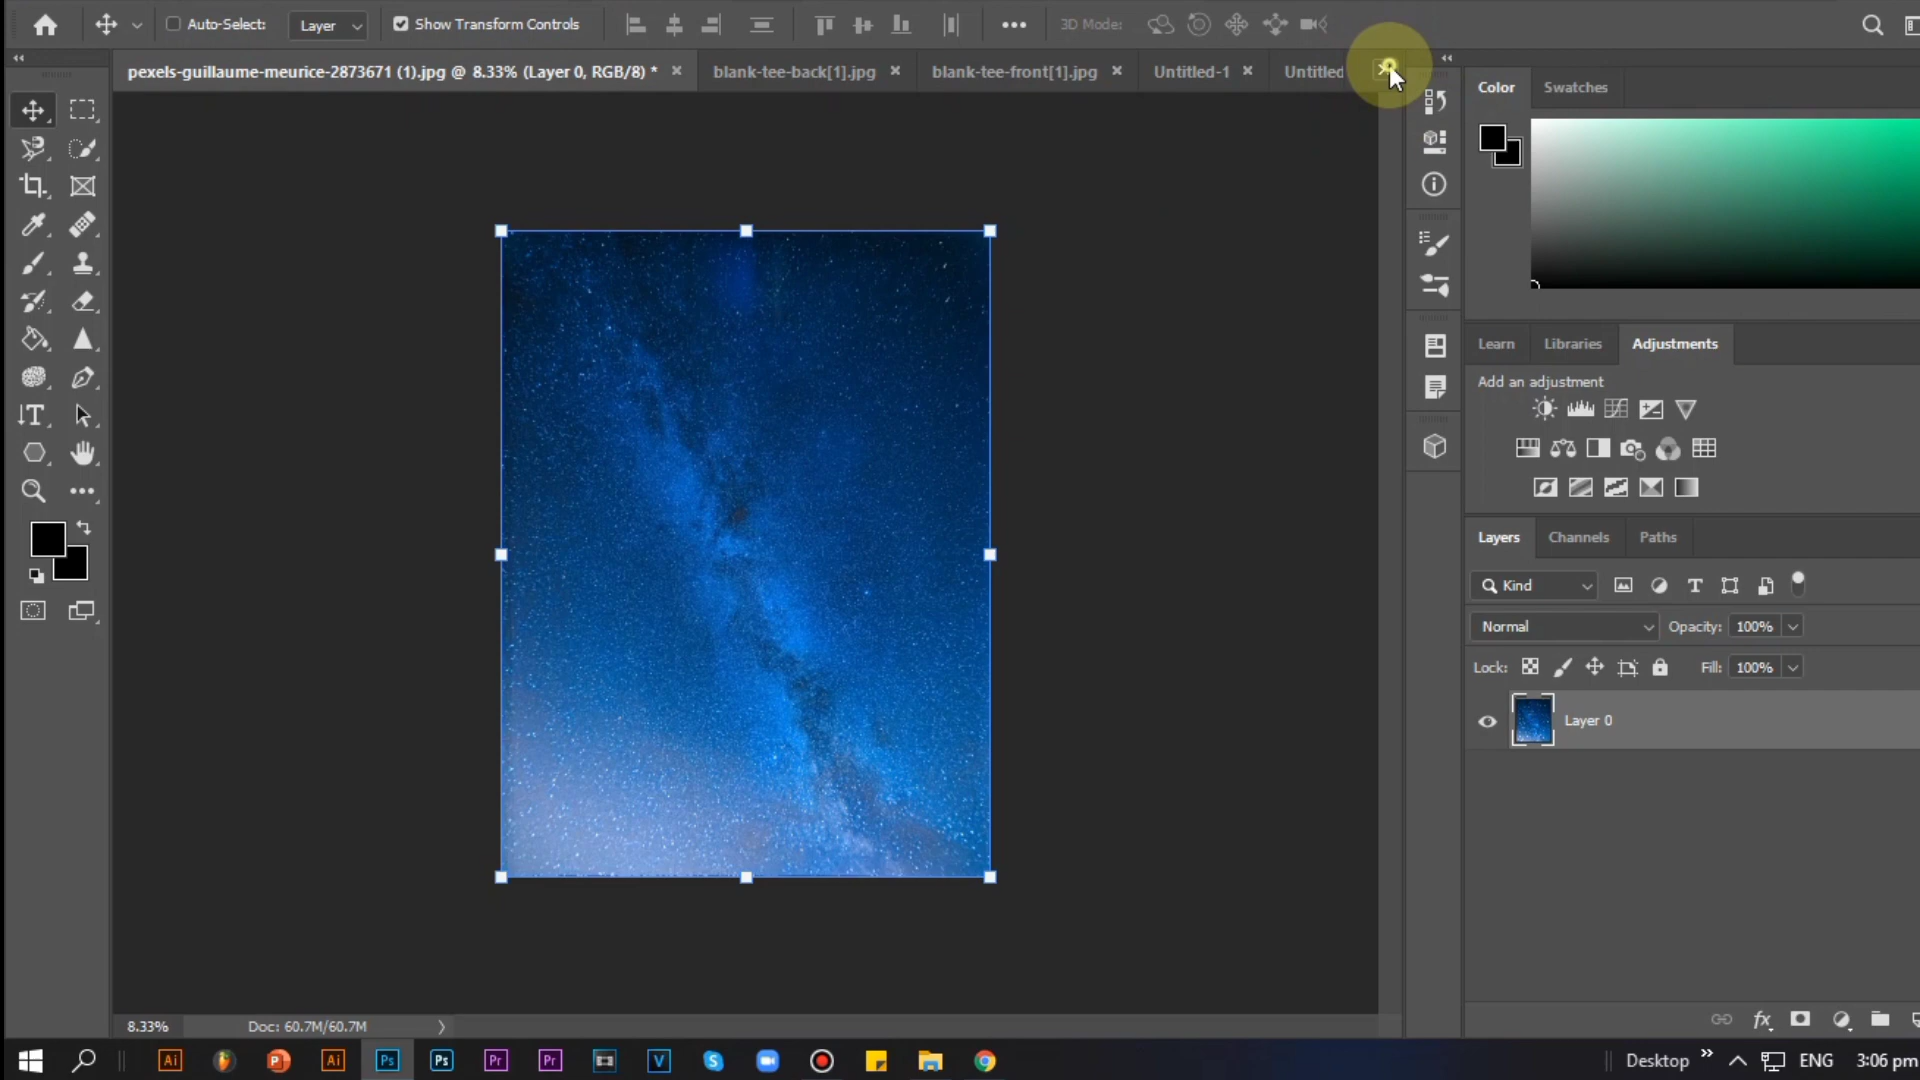 Auto-Select: Layer Show Transform Controls 3D Mode:
pexels-guillaume-meurice-2873671 (1).jpg @ 8.33% (Layer 0, RGB/8) * blank-tee-back[1].jpg blank-tee-front[1].jpg Untitled-1 Untitled
Color Swatches
Learn Libraries Adjustments
Add an adjustment
Layers Channels Paths
Kind
Normal Opacity: 100%
Lock: Fill: 100%
Layer 0
8.33% Doc: 60.7M/60.7M
Desktop ENG 3:06 pm